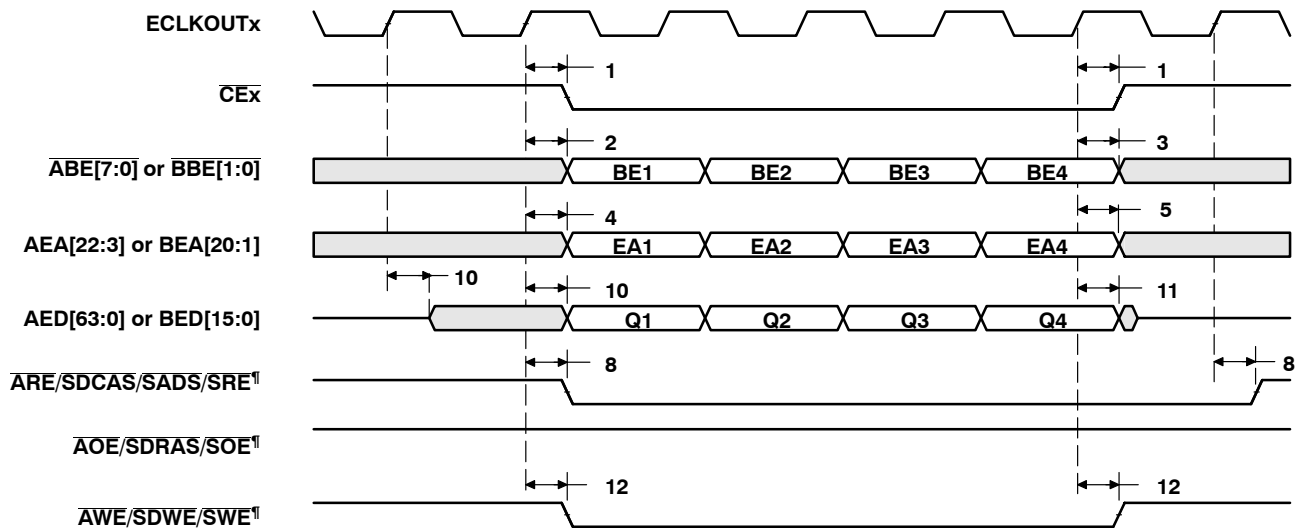 ECLKOUTx
1 1
CEx
2 3
ABE[7:0] or BBE[1:0]
BE1 BE2 BE3 BE4
4 5
AEA[22:3] or BEA[20:1]
EA1 EA2 EA3 EA4
10 10 11
AED[63:0] or BED[15:0]
Q1 Q2 Q3 Q4
8 8
ARE/SDCAS/SADS/SRE¶
AOE/SDRAS/SOE¶
12 12
AWE/SDWE/SWE¶